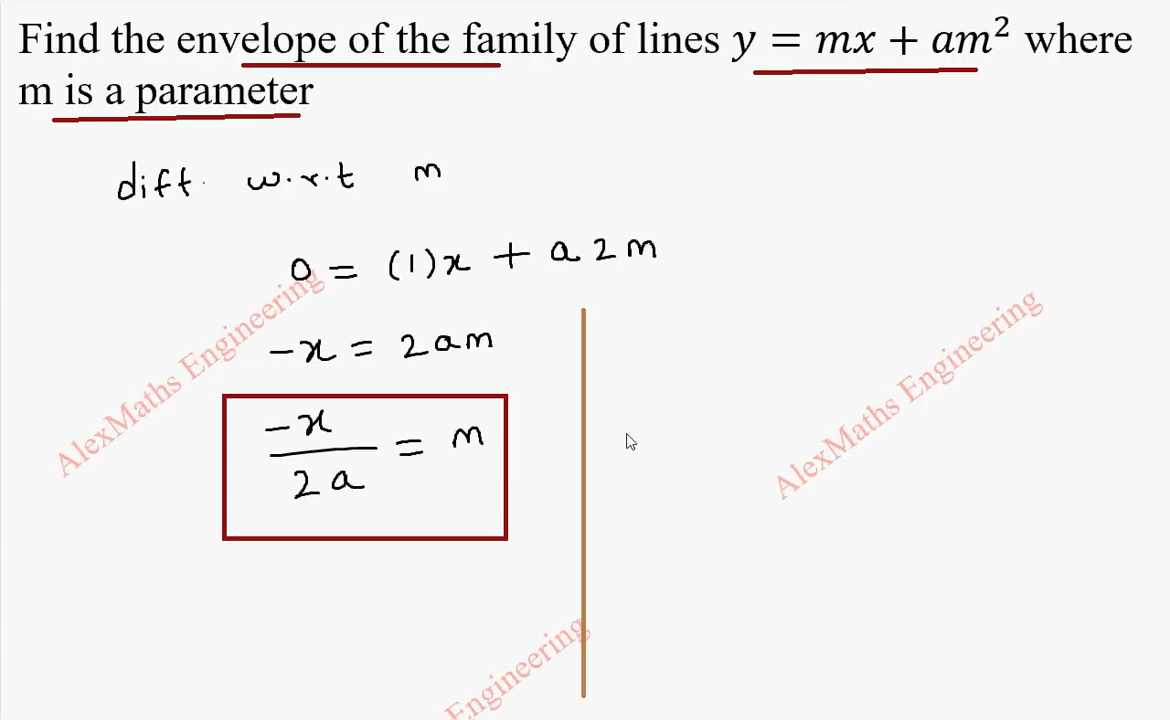 Find the envelope of the family of lines y = mx + am² where
m is a parameter
diff. w.r.t m
0 = (1)x + a 2 m
-x = 2am
-x/2a = m
AlexMaths Engineering
AlexMaths Engineering
Engineering